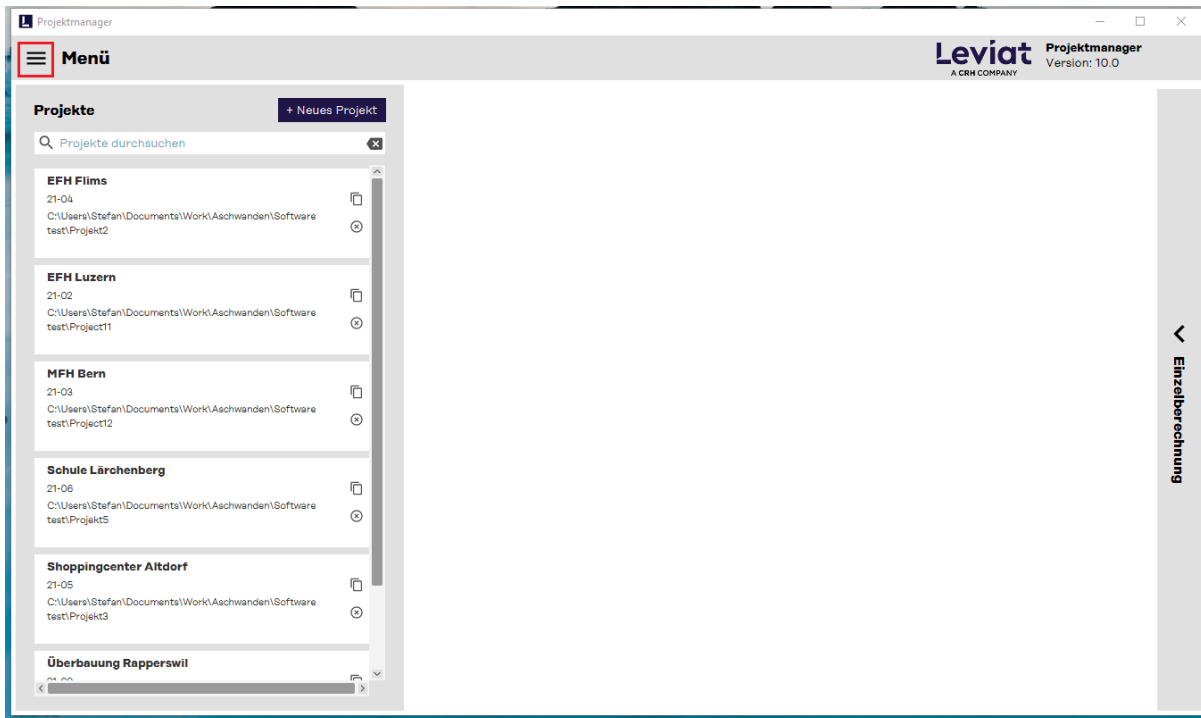 Projektmanager
Menü
Leviat
A CRH COMPANY
Projektmanager
Version: 10.0
Projekte
+ Neues Projekt
Projekte durchsuchen
EFH Flims
21-04
C:\Users\Stefan\Documents\Work\Aschwanden\Software
test\Projekt2
EFH Luzern
21-02
C:\Users\Stefan\Documents\Work\Aschwanden\Software
test\Project11
MFH Bern
21-03
C:\Users\Stefan\Documents\Work\Aschwanden\Software
test\Project12
Schule Lärchenberg
21-06
C:\Users\Stefan\Documents\Work\Aschwanden\Software
test\Projekt5
Shoppingcenter Altdorf
21-05
C:\Users\Stefan\Documents\Work\Aschwanden\Software
test\Projekt3
Überbauung Rapperswil
Einzelberechnung